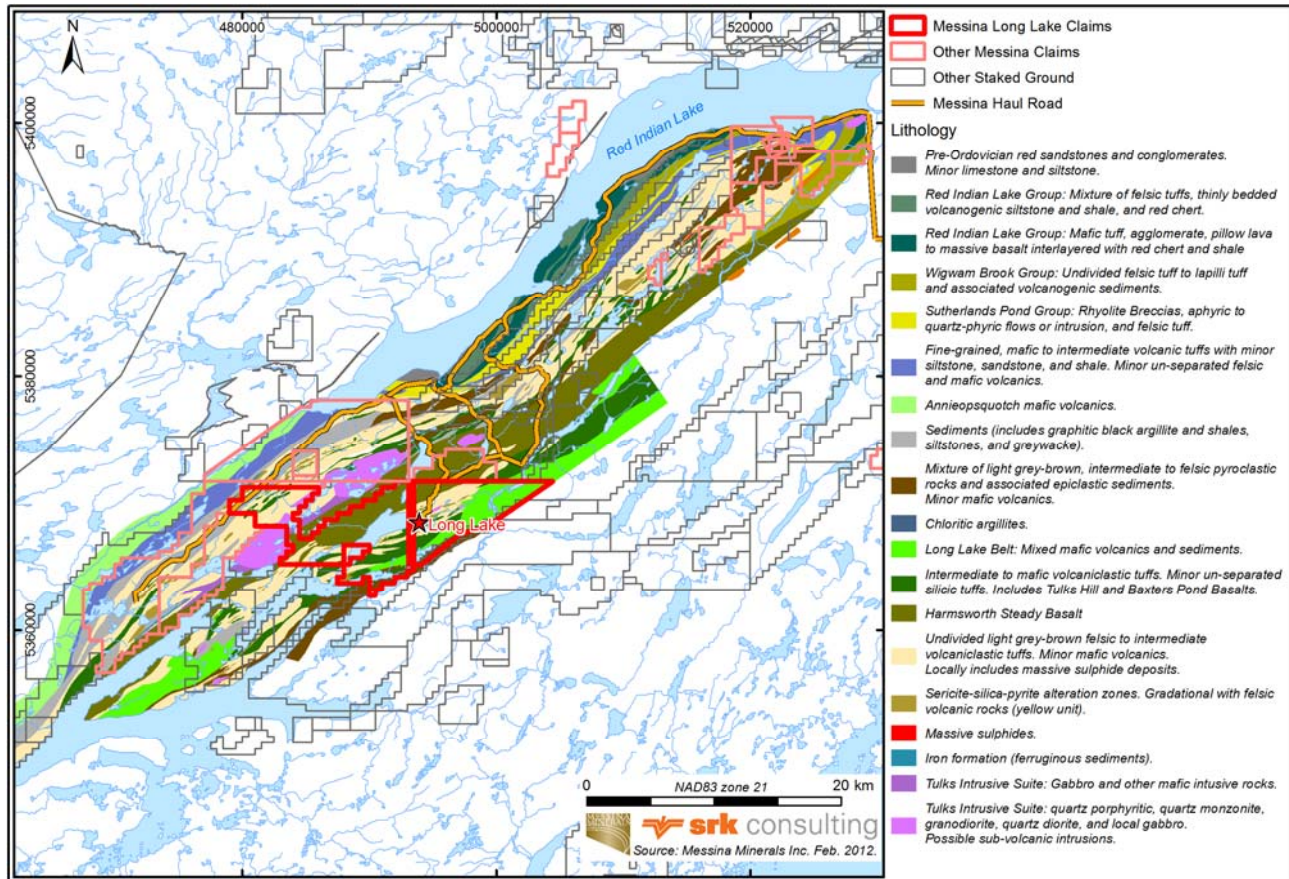 N
480000
5000001
520000
5400000
5380000
5360000
Red Indian Lake
Long Lake
0
NAD83 zone 21
20 km
srk consulting
Source: Messina Minerals Inc. Feb. 2012.
Messina Long Lake Claims
Other Messina Claims
Other Staked Ground
Messina Haul Road
Lithology
Pre-Ordovician red sandstones and conglomerates.
Minor limestone and siltstone.
Red Indian Lake Group: Mixture of felsic tuffs, thinly bedded
volcanogenic siltstone and shale, and red chert.
Red Indian Lake Group: Mafic tuff, agglomerate, pillow lava
to massive basalt interlayered with red chert and shale
Wigwam Brook Group: Undivided felsic tuff to lapilli tuff
and associated volcanogenic sediments.
Sutherlands Pond Group: Rhyolite Breccias, aphyric to
quartz-phyric flows or intrusion, and felsic tuff.
Fine-grained, mafic to intermediate volcanic tuffs with minor
siltstone, sandstone, and shale. Minor un-separated felsic
and mafic volcanics.
Annieopsquotch mafic volcanics.
Sediments (includes graphitic black argillite and shales,
siltstones, and greywacke).
Mixture of light grey-brown, intermediate to felsic pyroclastic
rocks and associated epiclastic sediments.
Minor mafic volcanics.
Chloritic argillites.
Long Lake Belt: Mixed mafic volcanics and sediments.
Intermediate to mafic volcaniclastic tuffs. Minor un-separated
silicic tuffs. Includes Tulks Hill and Baxters Pond Basalts.
Harmsworth Steady Basalt
Undivided light grey-brown felsic to intermediate
volcaniclastic tuffs. Minor mafic volcanics.
Locally includes massive sulphide deposits.
Sericite-silica-pyrite alteration zones. Gradational with felsic
volcanic rocks (yellow unit).
Massive sulphides.
Iron formation (ferruginous sediments).
Tulks Intrusive Suite: Gabbro and other mafic intusive rocks.
Tulks Intrusive Suite: quartz porphyritic, quartz monzonite,
granodiorite, quartz diorite, and local gabbro.
Possible sub-volcanic intrusions.